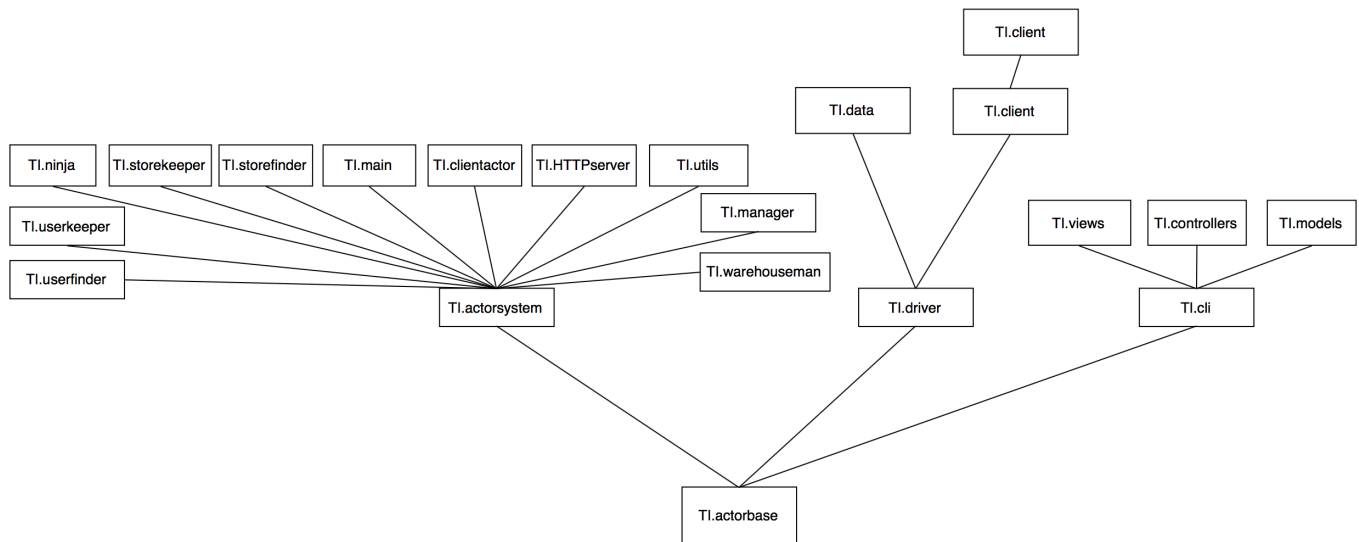 TI.client
TI.data
TI.client
TI.ninja
TI.storekeeper
TI.storefinder
TI.main
TI.clientactor
TI.HTTPserver
TI.utils
TI.userkeeper
TI.manager
TI.views
TI.controllers
TI.models
TI.userfinder
TI.warehouseman
TI.actorsystem
TI.driver
TI.cli
TI.actorbase